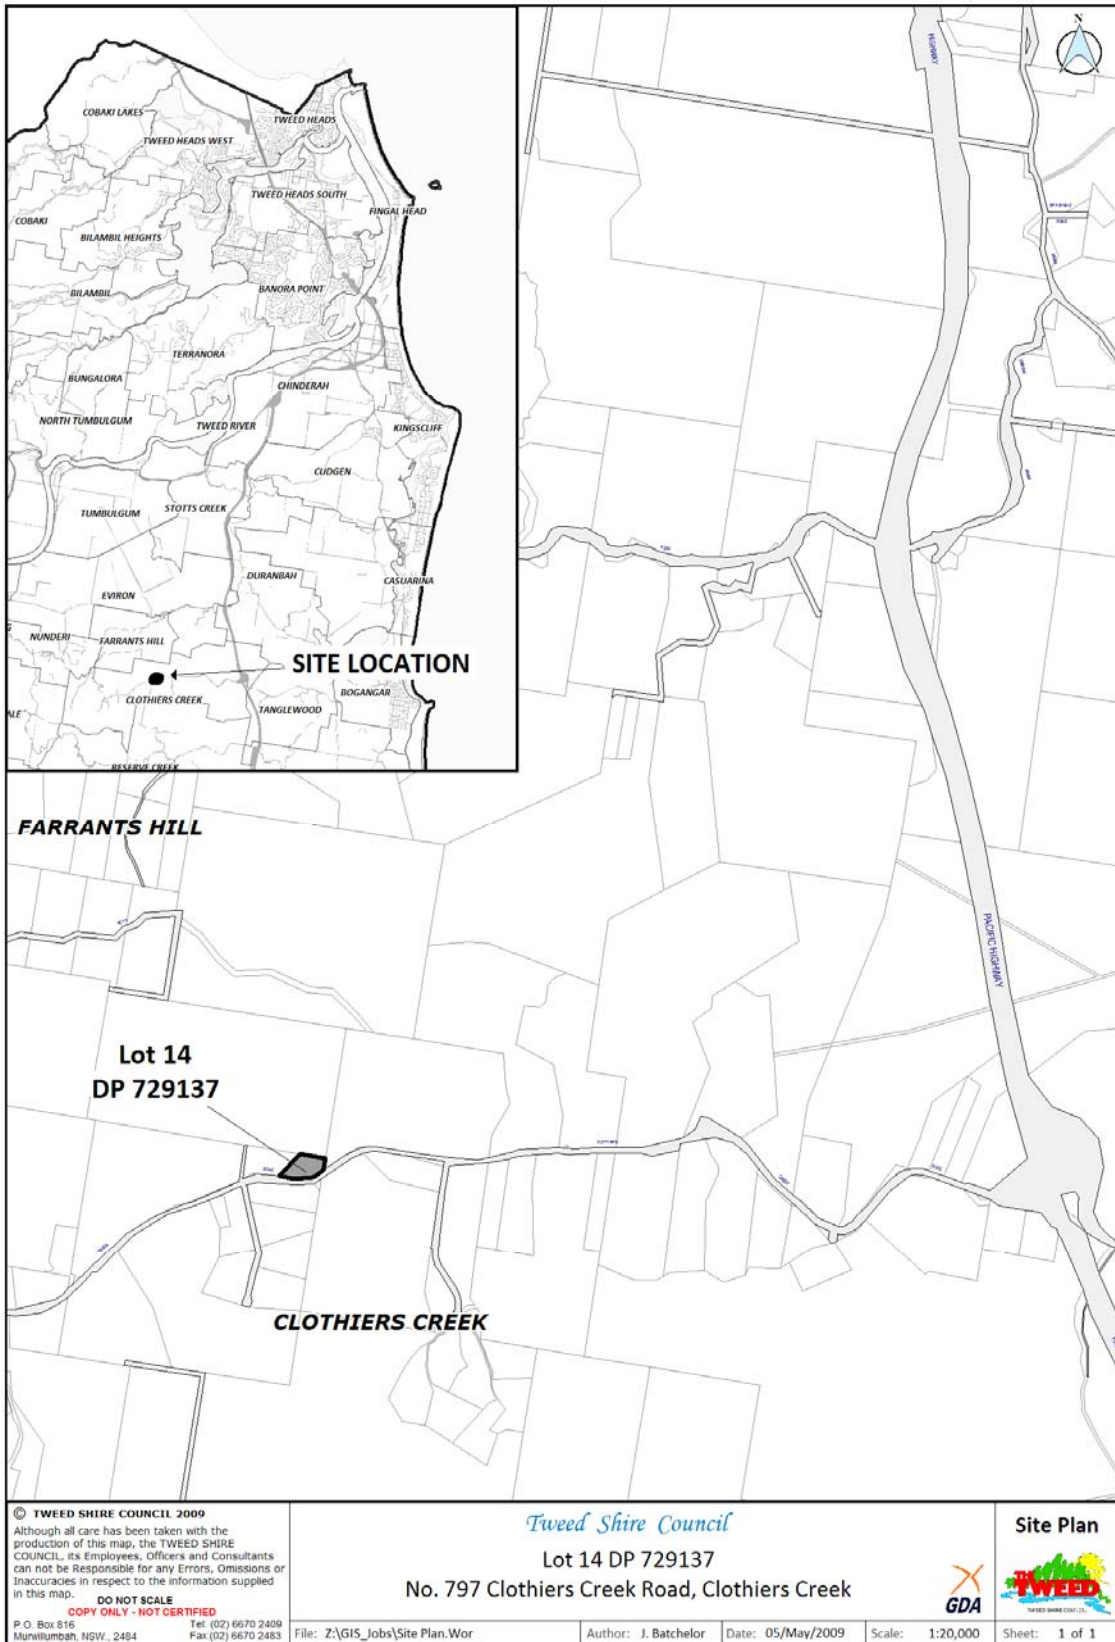 COBAKI LAKES
TWEED HEADS
TWEED HEADS WEST
TWEED HEADS SOUTH
FINGAL HEAD
COBAKI
BILAMBIL HEIGHTS
BANORA POINT
BILAMBIL
TERRANORA
BUNGALORA
CHINDERAH
NORTH TUMBULGUM
TWEED RIVER
KINGSCLIFF
CUDGEN
TUMBULGUM
STOTTS CREEK
DURANBAH
CASUARINA
EVIRON
NUNDERI
FARRANTS HILL
SITE LOCATION
CLOTHIERS CREEK
BOGANGAR
TANGLEWOOD
ALE
RESERVE CREEK
N
HIGHWAY
FARRANTS HILL
PACIFIC HIGHWAY
Lot 14
DP 729137
CLOTHIERS CREEK
© TWEED SHIRE COUNCIL 2009
Although all care has been taken with the
production of this map, the TWEED SHIRE
COUNCIL, its Employees, Officers and Consultants
can not be Responsible for any Errors, Omissions or
Inaccuracies in respect to the information supplied
in this map.
DO NOT SCALE
COPY ONLY - NOT CERTIFIED
P.O. Box 816 Tel: (02) 6670 2409
Murwillumbah, NSW., 2484 Fax (02) 6670 2483
Tweed Shire Council
Lot 14 DP 729137
No. 797 Clothiers Creek Road, Clothiers Creek
GDA
File: Z:\GIS_Jobs\Site Plan.Wor
Author: J. Batchelor
Date: 05/May/2009
Scale: 1:20,000
Site Plan
THE TWEED
TWEED SHIRE COUNCIL
Sheet: 1 of 1